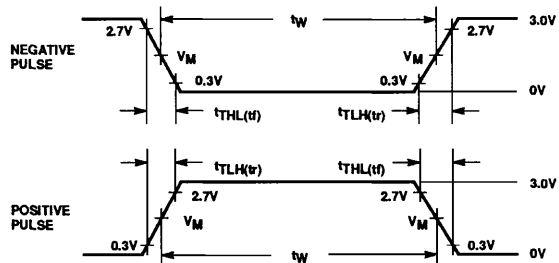 tW
2.7V 2.7V 3.0V
NEGATIVE
PULSE
VM VM
0.3V 0.3V
0V
tTHL(tf) tTLH(tr)
tTLH(tr) tTHL(tf)
3.0V
2.7V 2.7V
POSITIVE
PULSE
VM VM
0.3V 0.3V
tW
0V